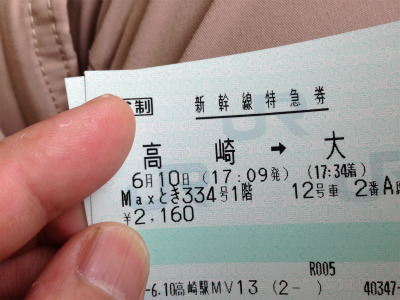 制
新幹線特急券
高崎 → 大
6月10日 (17:09発) (17:34着)
Maxとき334号1階 12号車 2番A
¥2,160
R005
-6.10高崎駅MV13 (2-) 40347-